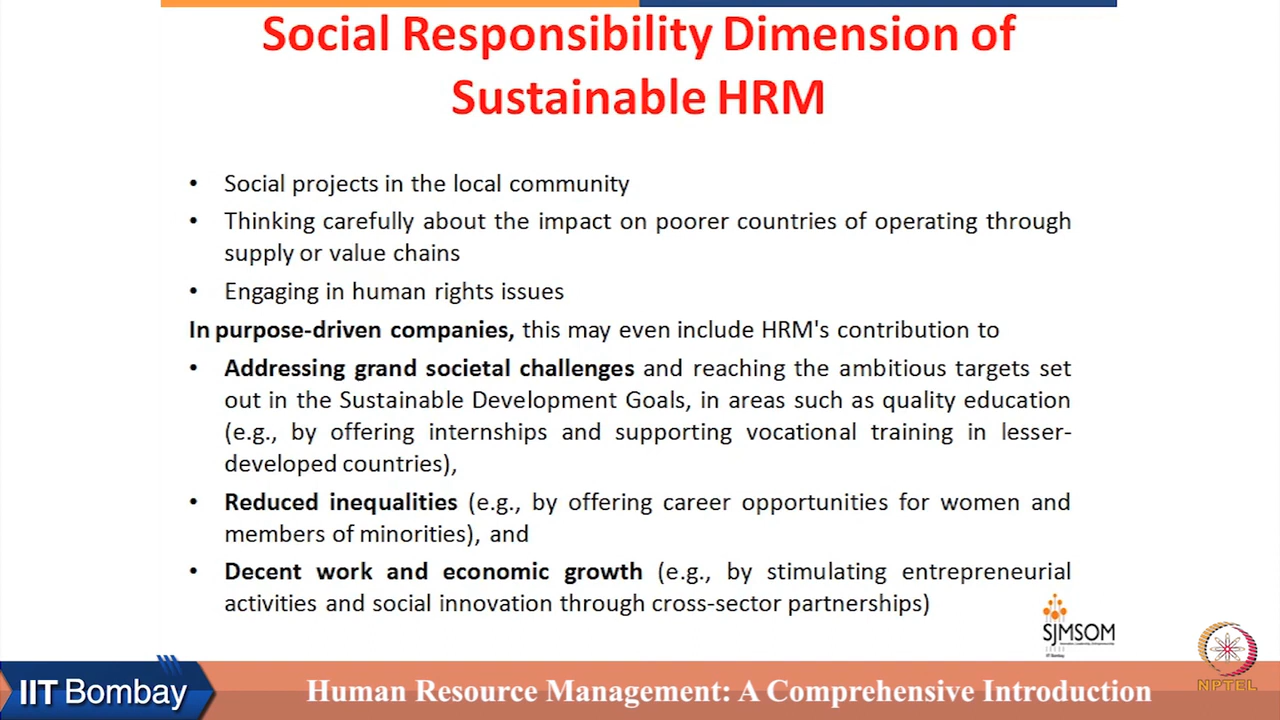 Social Responsibility Dimension of
Sustainable HRM
• Social projects in the local community
• Thinking carefully about the impact on poorer countries of operating through
supply or value chains
• Engaging in human rights issues
In purpose-driven companies, this may even include HRM's contribution to
• Addressing grand societal challenges and reaching the ambitious targets set
out in the Sustainable Development Goals, in areas such as quality education
(e.g., by offering internships and supporting vocational training in lesser-
developed countries),
• Reduced inequalities (e.g., by offering career opportunities for women and
members of minorities), and
• Decent work and economic growth (e.g., by stimulating entrepreneurial
activities and social innovation through cross-sector partnerships)
SJMSOM
IIT Bombay
NPTEL
IIT Bombay
Human Resource Management: A Comprehensive Introduction